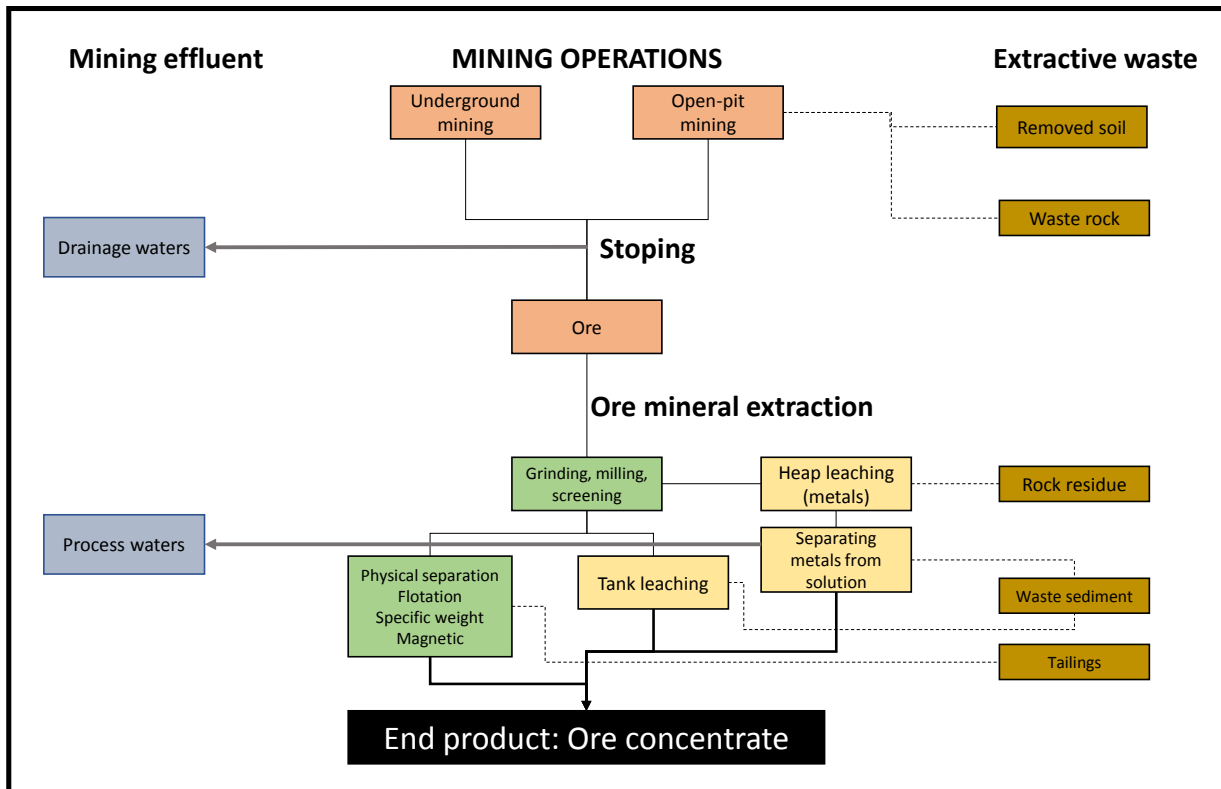 Mining effluent
MINING OPERATIONS
Extractive waste
Underground
mining
Open-pit
mining
Removed soil
Waste rock
Drainage waters
Stoping
Ore
Ore mineral extraction
Grinding, milling,
screening
Heap leaching
(metals)
Rock residue
Process waters
Separating
metals from
solution
Physical separation
Flotation
Specific weight
Magnetic
Tank leaching
Waste sediment
Tailings
End product: Ore concentrate